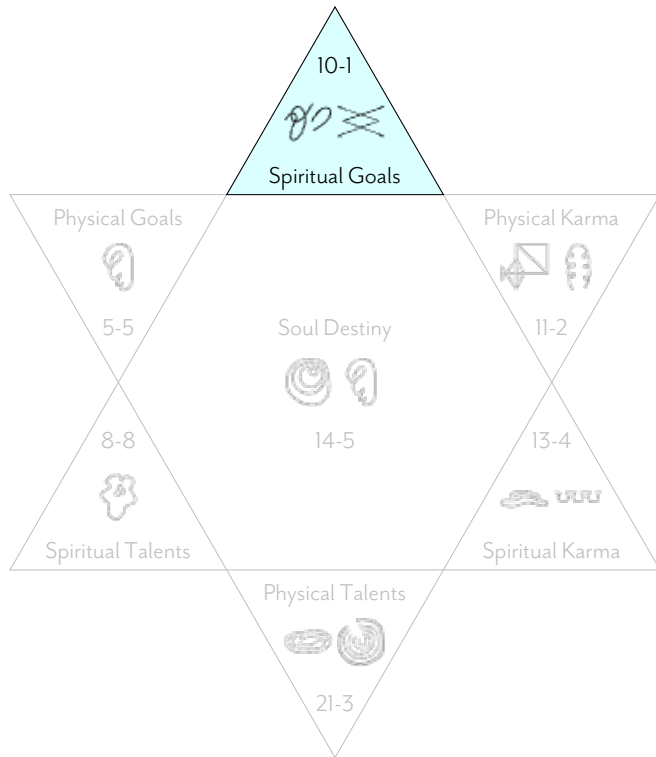 10-1
Spiritual Goals
Physical Goals
5-5
Physical Karma
11-2
Soul Destiny
14-5
8-8
Spiritual Talents
13-4
Spiritual Karma
Physical Talents
21-3